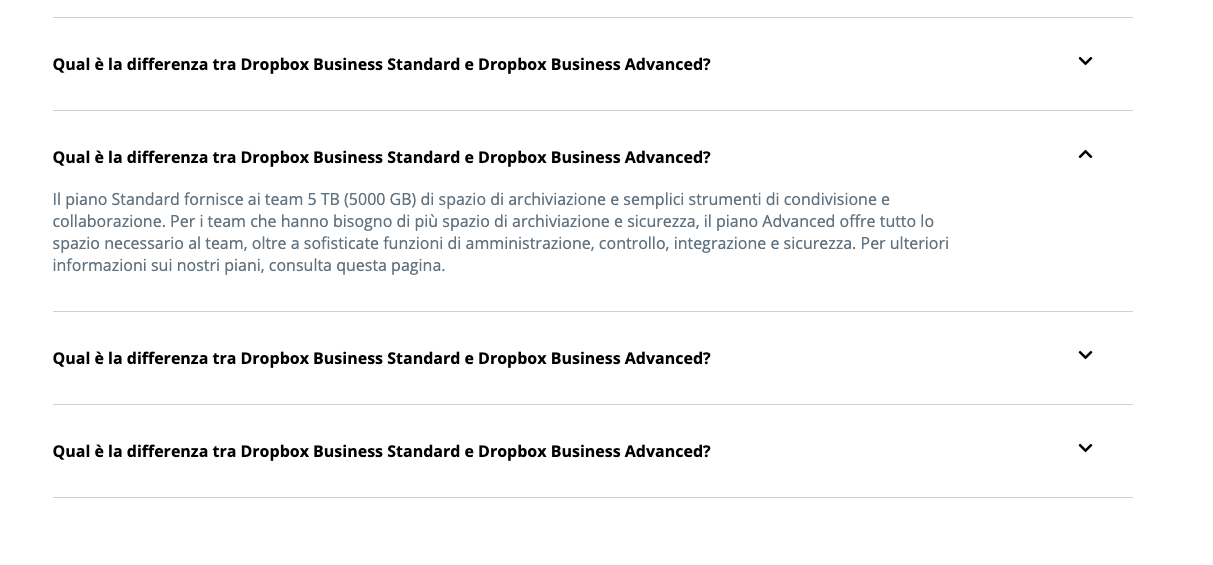 Qual è la differenza tra Dropbox Business Standard e Dropbox Business Advanced?
Qual è la differenza tra Dropbox Business Standard e Dropbox Business Advanced?
Il piano Standard fornisce ai team 5 TB (5000 GB) di spazio di archiviazione e semplici strumenti di condivisione e
collaborazione. Per i team che hanno bisogno di più spazio di archiviazione e sicurezza, il piano Advanced offre tutto lo
spazio necessario al team, oltre a sofisticate funzioni di amministrazione, controllo, integrazione e sicurezza. Per ulteriori
informazioni sui nostri piani, consulta questa pagina.
Qual è la differenza tra Dropbox Business Standard e Dropbox Business Advanced?
Qual è la differenza tra Dropbox Business Standard e Dropbox Business Advanced?